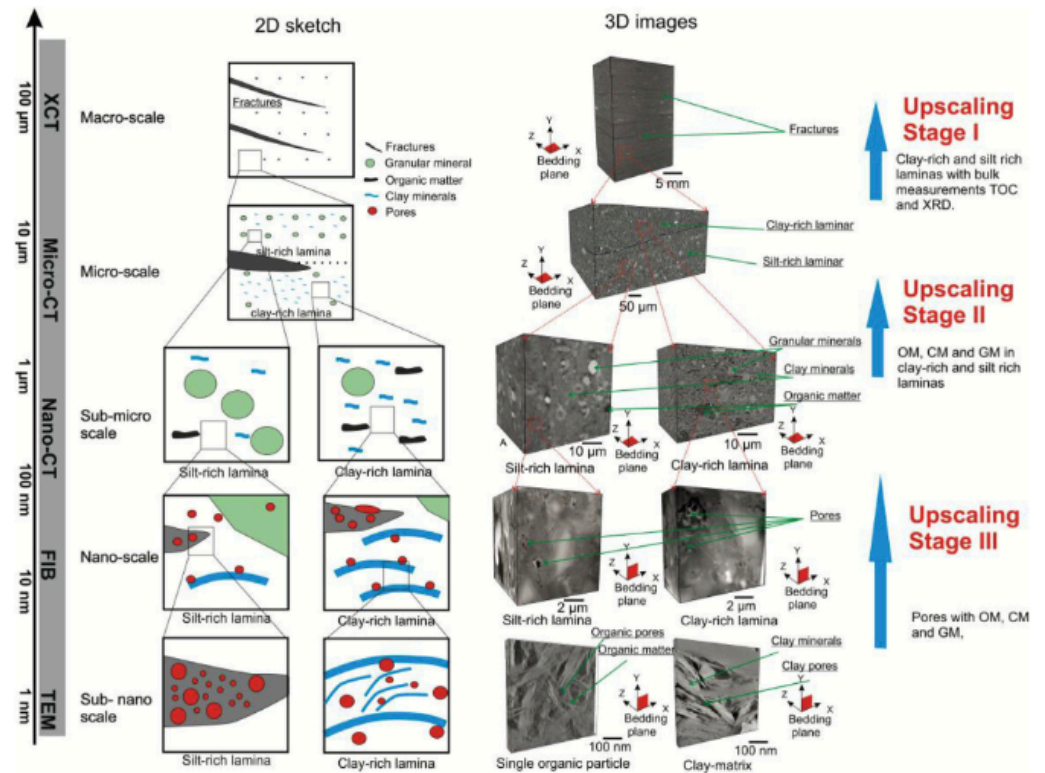 2D sketch
3D images
XCT
Micro-CT
Nano-CT
FIB
TEM
100 µm
10 µm
1 µm
100 nm
10 nm
1 nm
Macro-scale
Fractures
Fractures
Granular mineral
Organic matter
Clay minerals
Pores
Micro-scale
silt-rich lamina
clay-rich lamina
Sub-micro
scale
Silt-rich lamina
Clay-rich lamina
Nano-scale
Silt-rich lamina
Clay-rich lamina
Sub- nano
scale
Silt-rich lamina
Clay-rich lamina
Y
Z
X
Bedding
plane
5 mm
Fractures
Y
Z
X
Bedding
plane
50 µm
Clay-rich laminar
Silt-rich laminar
Granular minerals
Clay minerals
Organic matter
A
10 µm
Silt-rich lamina
Y
Z
X
Bedding
plane
10 µm
Clay-rich lamina
Y
Z
X
Bedding
plane
Pores
2 µm
Silt-rich lamina
Y
Z
X
Bedding
plane
2 µm
Clay-rich lamina
Y
Z
X
Bedding
plane
Organic pores
Organic matter
100 nm
Single organic particle
Y
Z
X
Bedding
plane
Clay minerals
Clay pores
100 nm
Clay-matrix
Y
Z
X
Bedding
plane
Upscaling
Stage I
Clay-rich and silt rich
laminas with bulk
measurements TOC
and XRD.
Upscaling
Stage II
OM, CM and GM in
clay-rich and silt rich
laminas
Upscaling
Stage III
Pores with OM, CM
and GM,